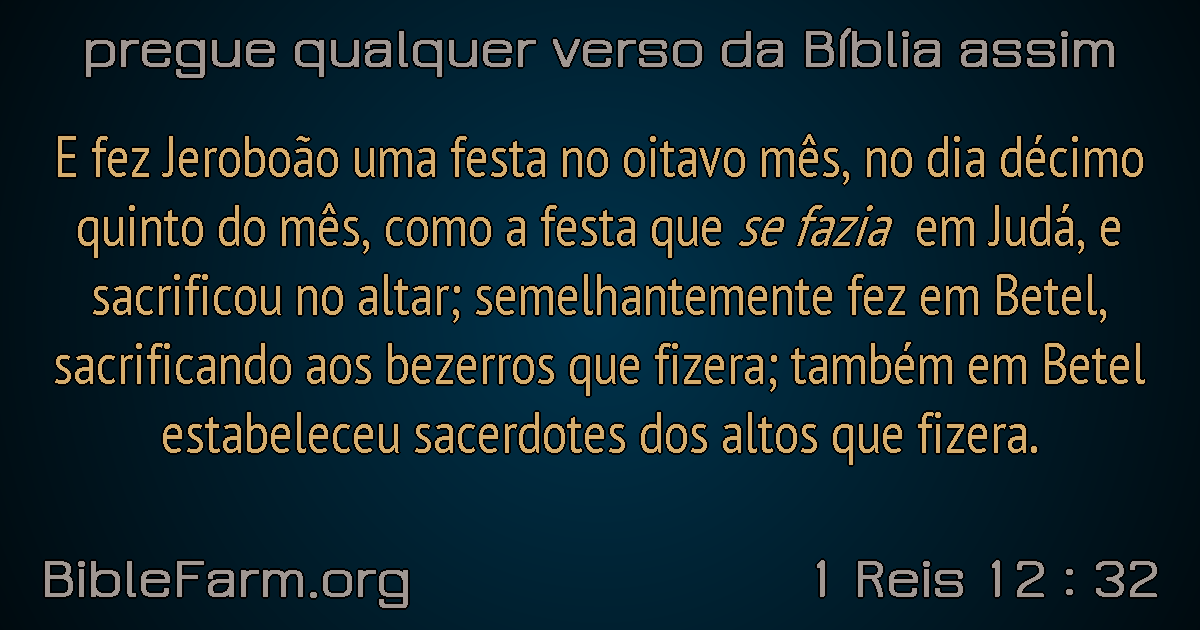 pregue qualquer verso da Bíblia assim
E fez Jeroboão uma festa no oitavo mês, no dia décimo
quinto do mês, como a festa que se fazia em Judá, e
sacrificou no altar; semelhantemente fez em Betel,
sacrificando aos bezerros que fizera; também em Betel
estabeleceu sacerdotes dos altos que fizera.
BibleFarm.org
1 Reis 12 : 32